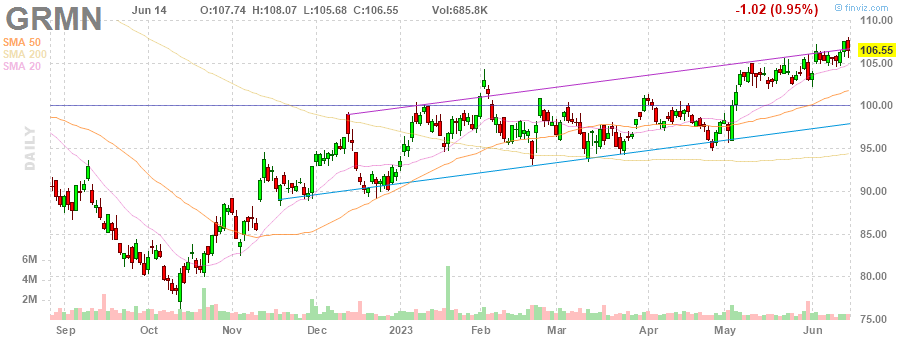 GRMN Jun 14 O:107.74 H:108.07 L:105.68 C:106.55 Vol:685.8K -1.02 (0.95%) © finviz.com
SMA 50
SMA 200
SMA 20
DAILY
110.00
106.55
105.00
100.00
95.00
90.00
85.00
80.00
75.00
6M
4M
2M
Sep Oct Nov Dec 2023 Feb Mar Apr May Jun